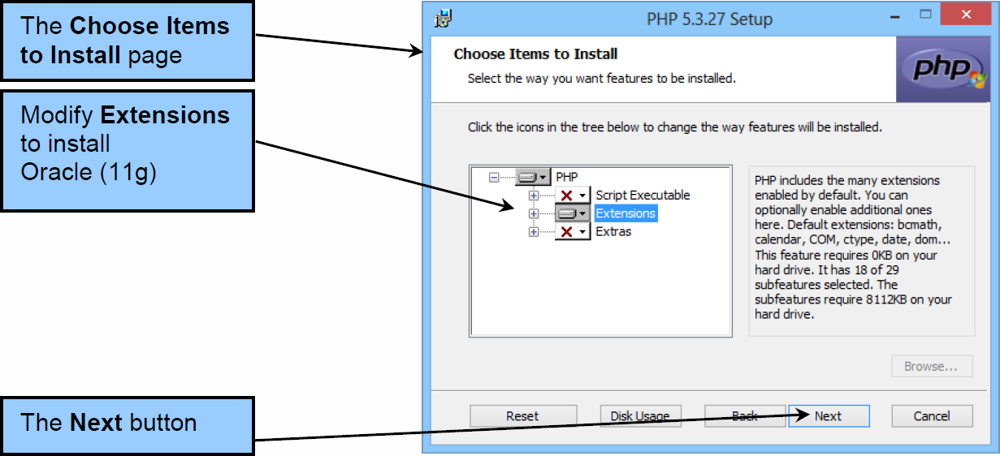 The Choose Items
to Install page
Modify Extensions
to install
Oracle (11g)
The Next button
PHP 5.3.27 Setup
Choose Items to Install
Select the way you want features to be installed.
php
Click the icons in the tree below to change the way features will be installed.
PHP
Script Executable
Extensions
Extras
PHP includes the many extensions
enabled by default. You can
optionally enable additional ones
here. Default extensions: bcmath,
calendar, COM, ctype, date, dom...
This feature requires 0KB on your
hard drive. It has 18 of 29
subfeatures selected. The
subfeatures require 8112KB on your
hard drive.
Browse...
Reset
Disk Usage
Back
Next
Cancel